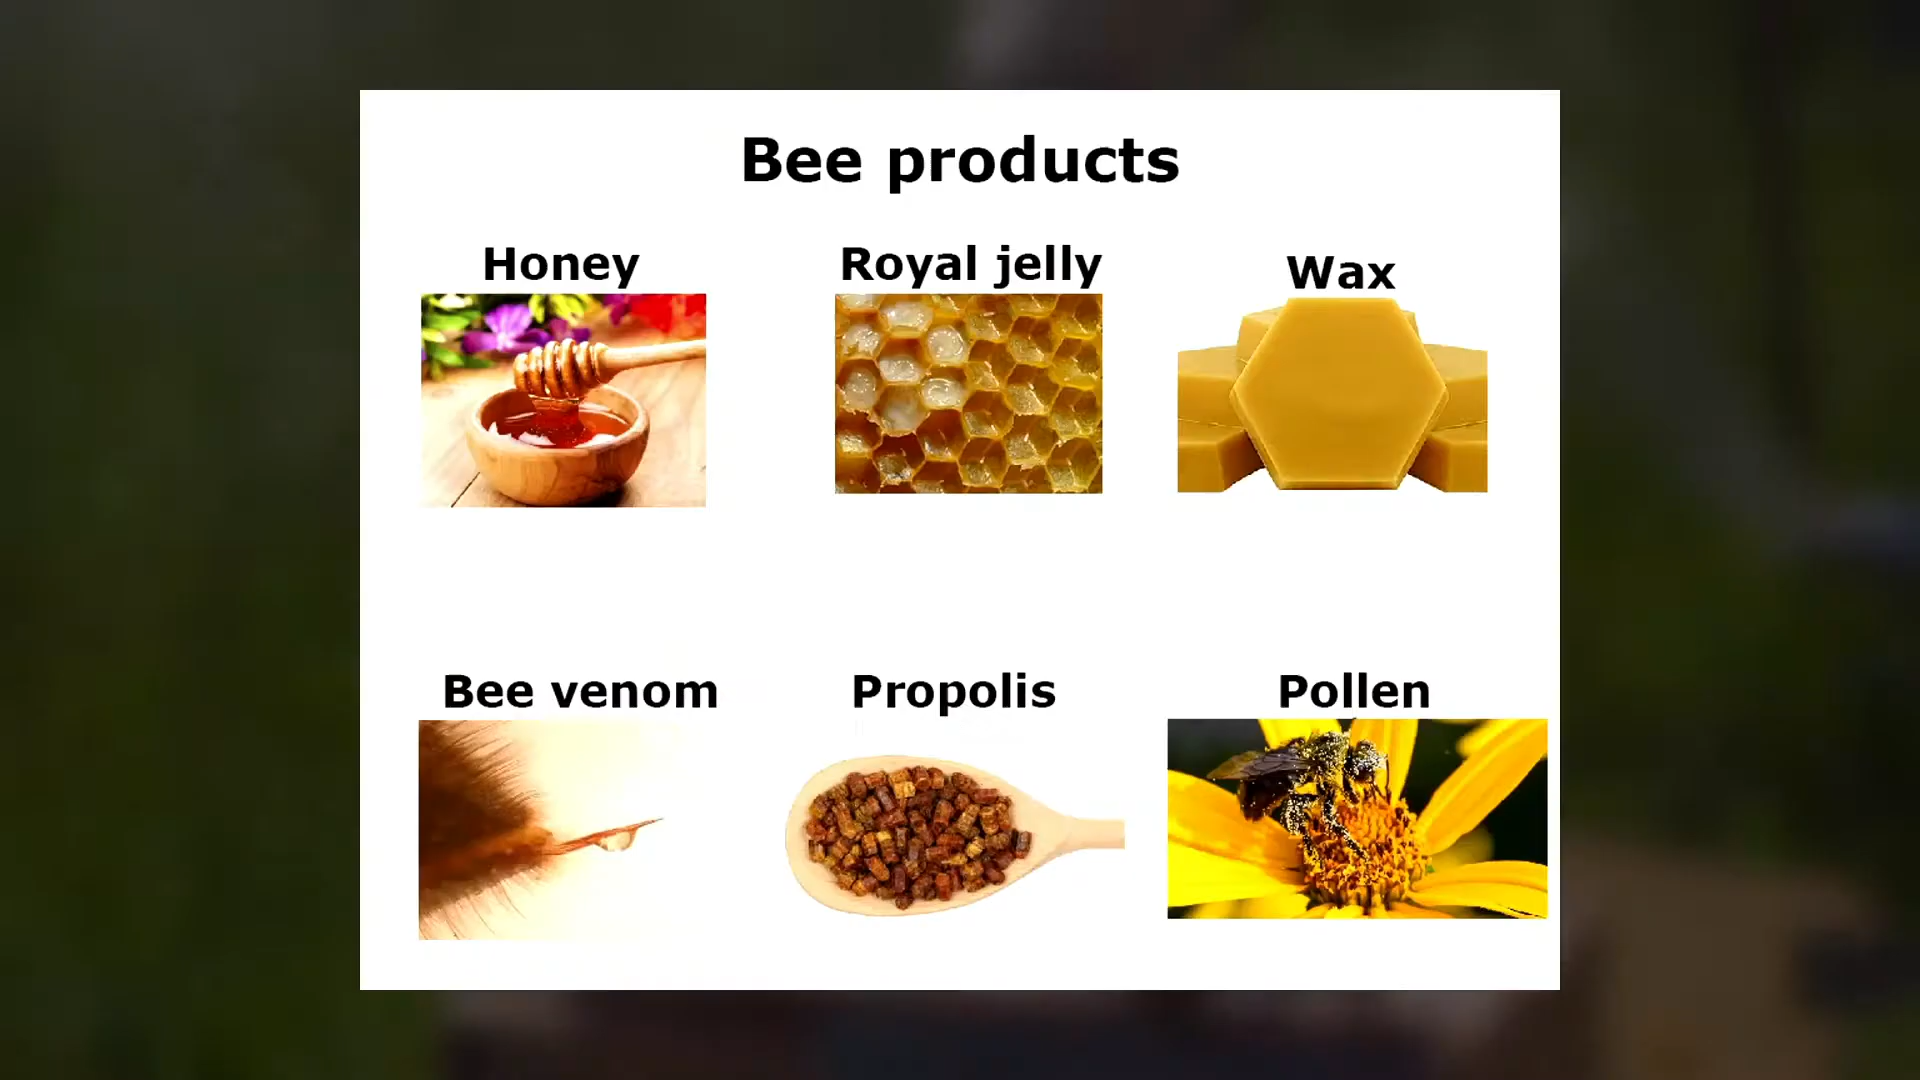 Bee products
Honey
Royal jelly
Wax
Bee venom
Propolis
Pollen